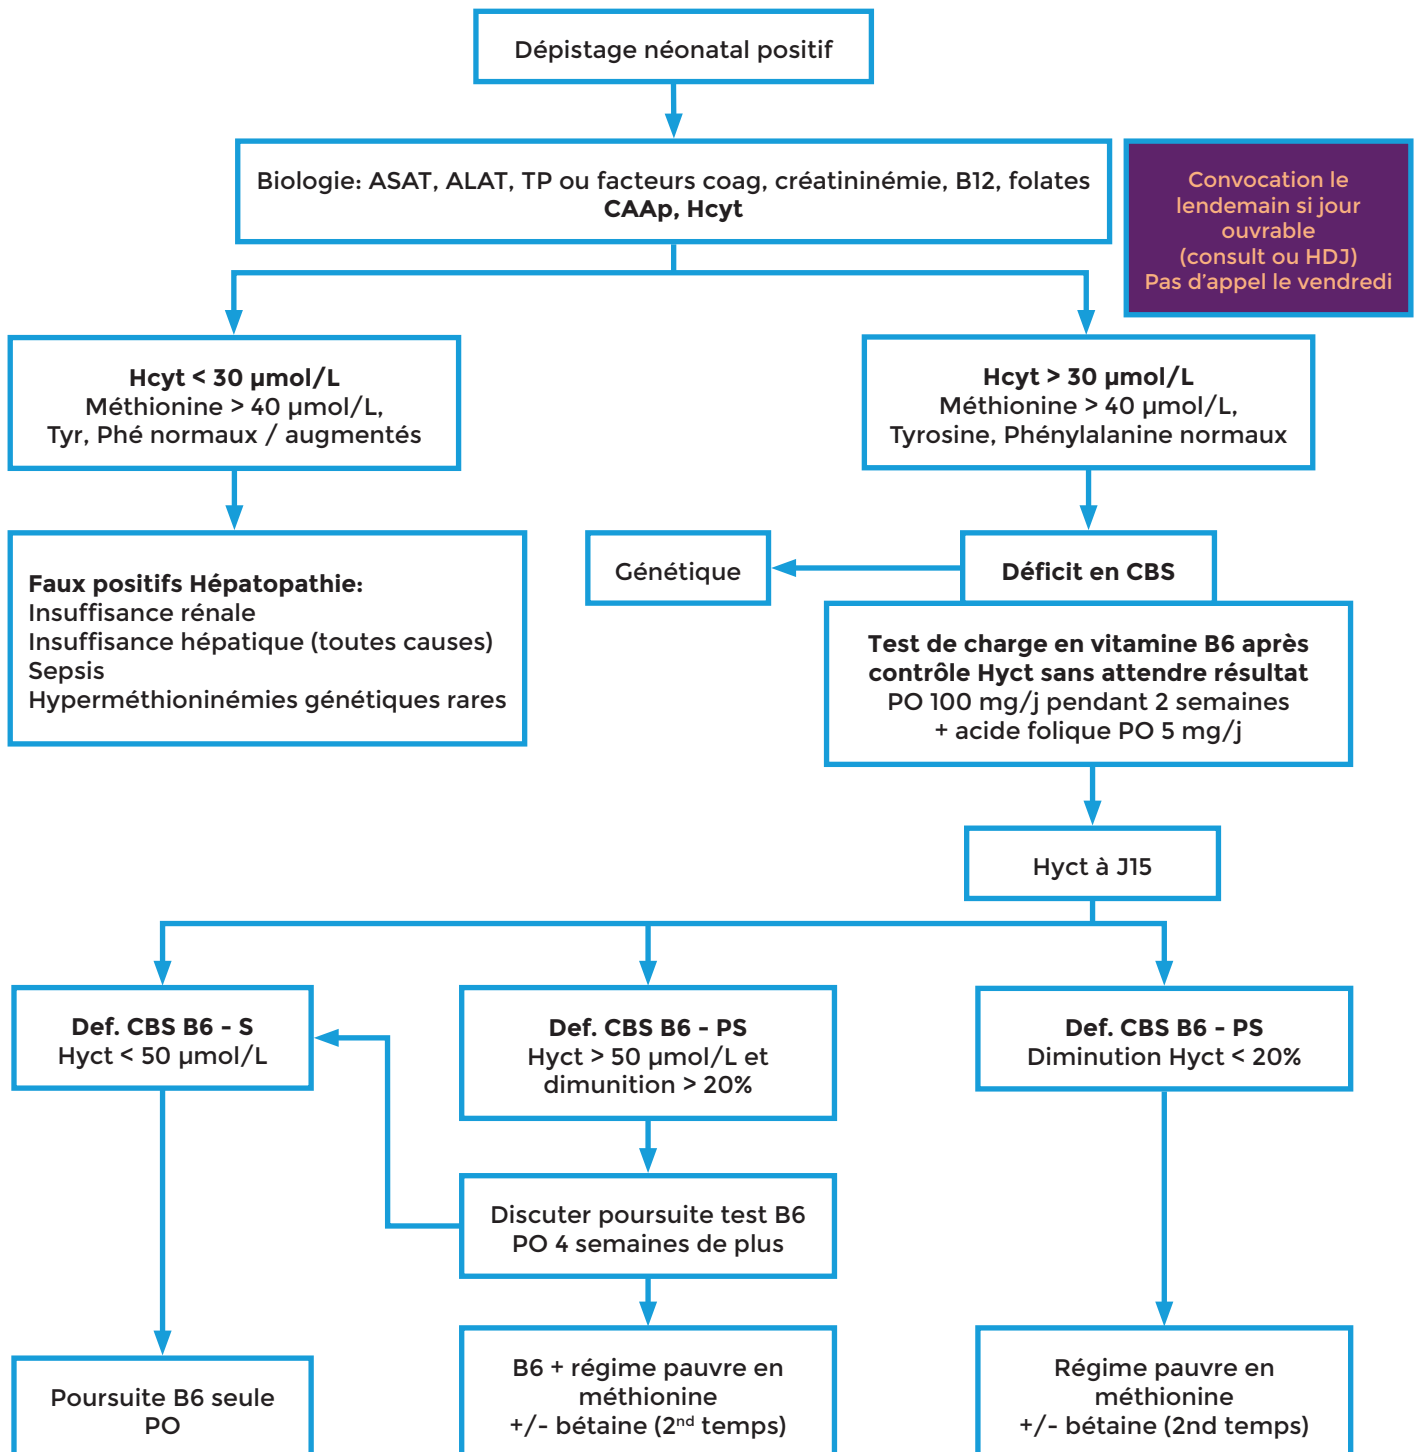 Dépistage néonatal positif
Biologie: ASAT, ALAT, TP ou facteurs coag, créatininémie, B12, folates
CAAp, Hcyt
Convocation le
lendemain si jour
ouvrable
(consult ou HDJ)
Pas d’appel le vendredi
Hcyt < 30 µmol/L
Méthionine > 40 µmol/L,
Tyr, Phé normaux / augmentés
Hcyt > 30 µmol/L
Méthionine > 40 µmol/L,
Tyrosine, Phénylalanine normaux
Faux positifs Hépatopathie:
Insuffisance rénale
Insuffisance hépatique (toutes causes)
Sepsis
Hyperméthioninémies génétiques rares
Génétique
Déficit en CBS
Test de charge en vitamine B6 après
contrôle Hyct sans attendre résultat
PO 100 mg/j pendant 2 semaines
+ acide folique PO 5 mg/j
Hyct à J15
Def. CBS B6 - S
Hyct < 50 µmol/L
Def. CBS B6 - PS
Hyct > 50 µmol/L et
dimunition > 20%
Def. CBS B6 - PS
Diminution Hyct < 20%
Discuter poursuite test B6
PO 4 semaines de plus
Poursuite B6 seule
PO
B6 + régime pauvre en
méthionine
+/- bétaine (2nd temps)
Régime pauvre en
méthionine
+/- bétaine (2nd temps)